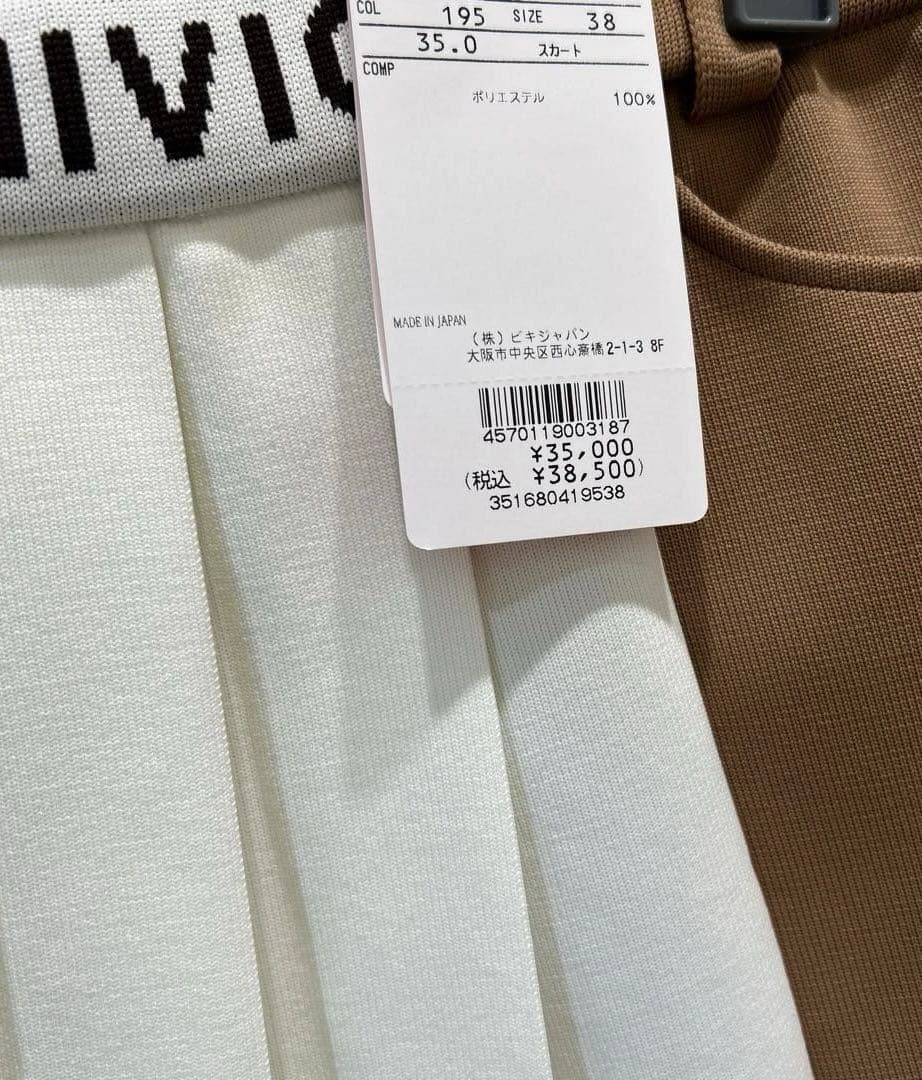 VIVI
COL 195 SIZE 38
35.0 スカート
COMP
ポリエステル 100%
MADE IN JAPAN
(株)ビキジャパン
大阪市中央区西心斎橋2-1-3 8F
4570119003187
¥35,000
(税込 ¥38,500)
351680419538